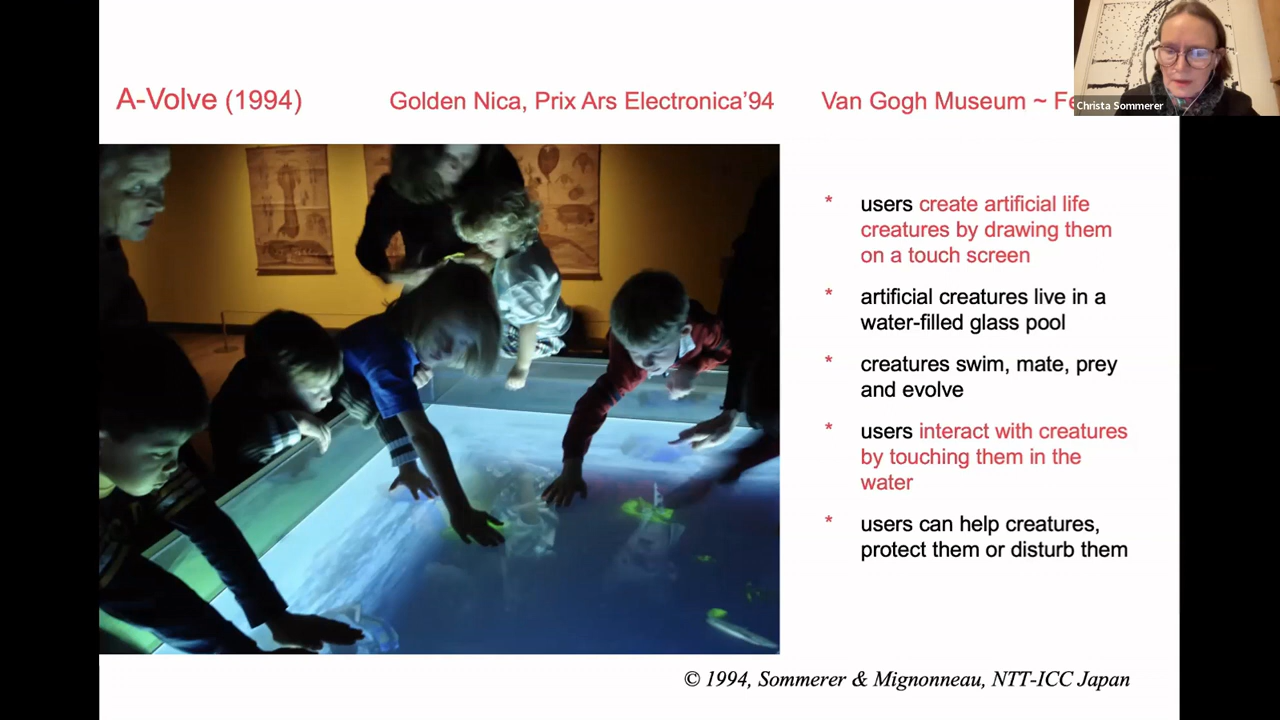 A-Volve (1994) Golden Nica, Prix Ars Electronica'94 Van Gogh Museum ~
Christa Sommerer
* users create artificial life
creatures by drawing them
on a touch screen
* artificial creatures live in a
water-filled glass pool
* creatures swim, mate, prey
and evolve
* users interact with creatures
by touching them in the
water
* users can help creatures,
protect them or disturb them
© 1994, Sommerer & Mignonneau, NTT-ICC Japan